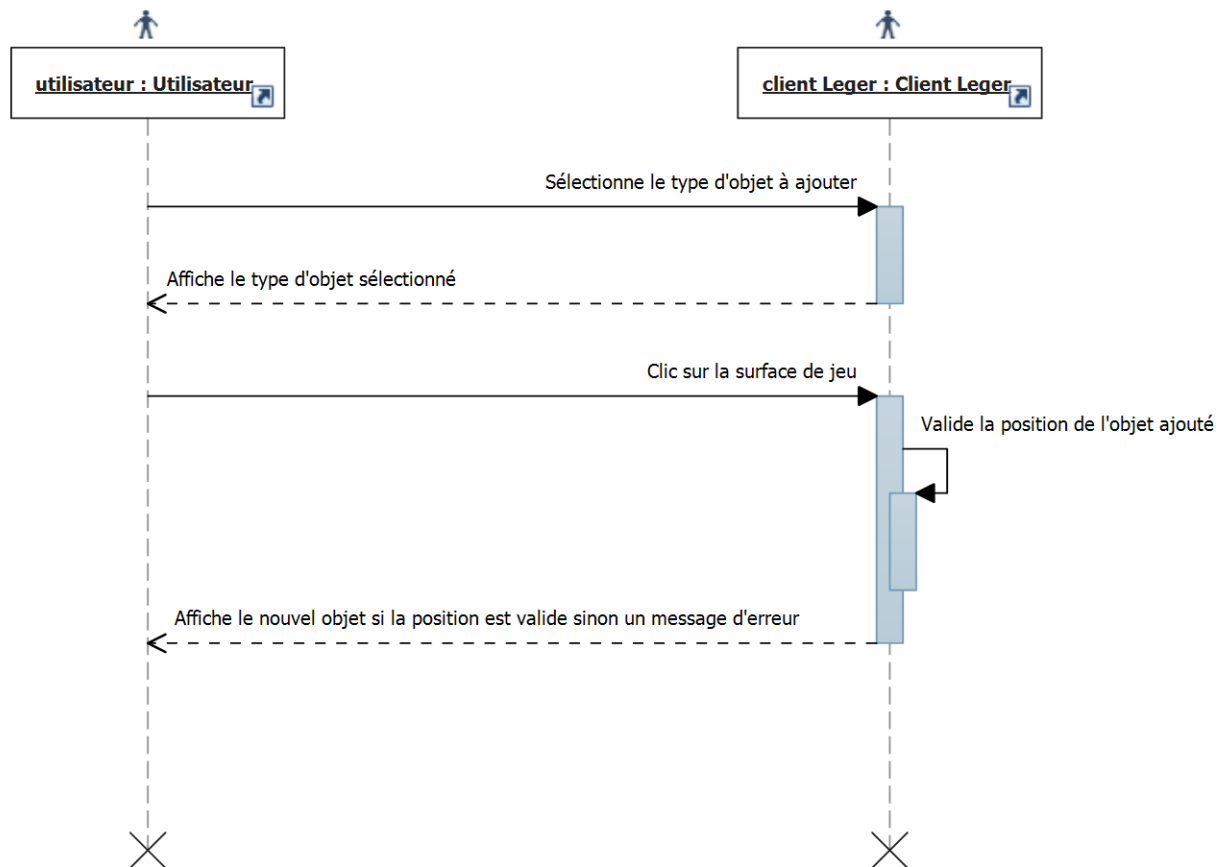 utilisateur : Utilisateur
client Leger : Client Leger
Sélectionne le type d'objet à ajouter
Affiche le type d'objet sélectionné
Clic sur la surface de jeu
Valide la position de l'objet ajouté
Affiche le nouvel objet si la position est valide sinon un message d'erreur